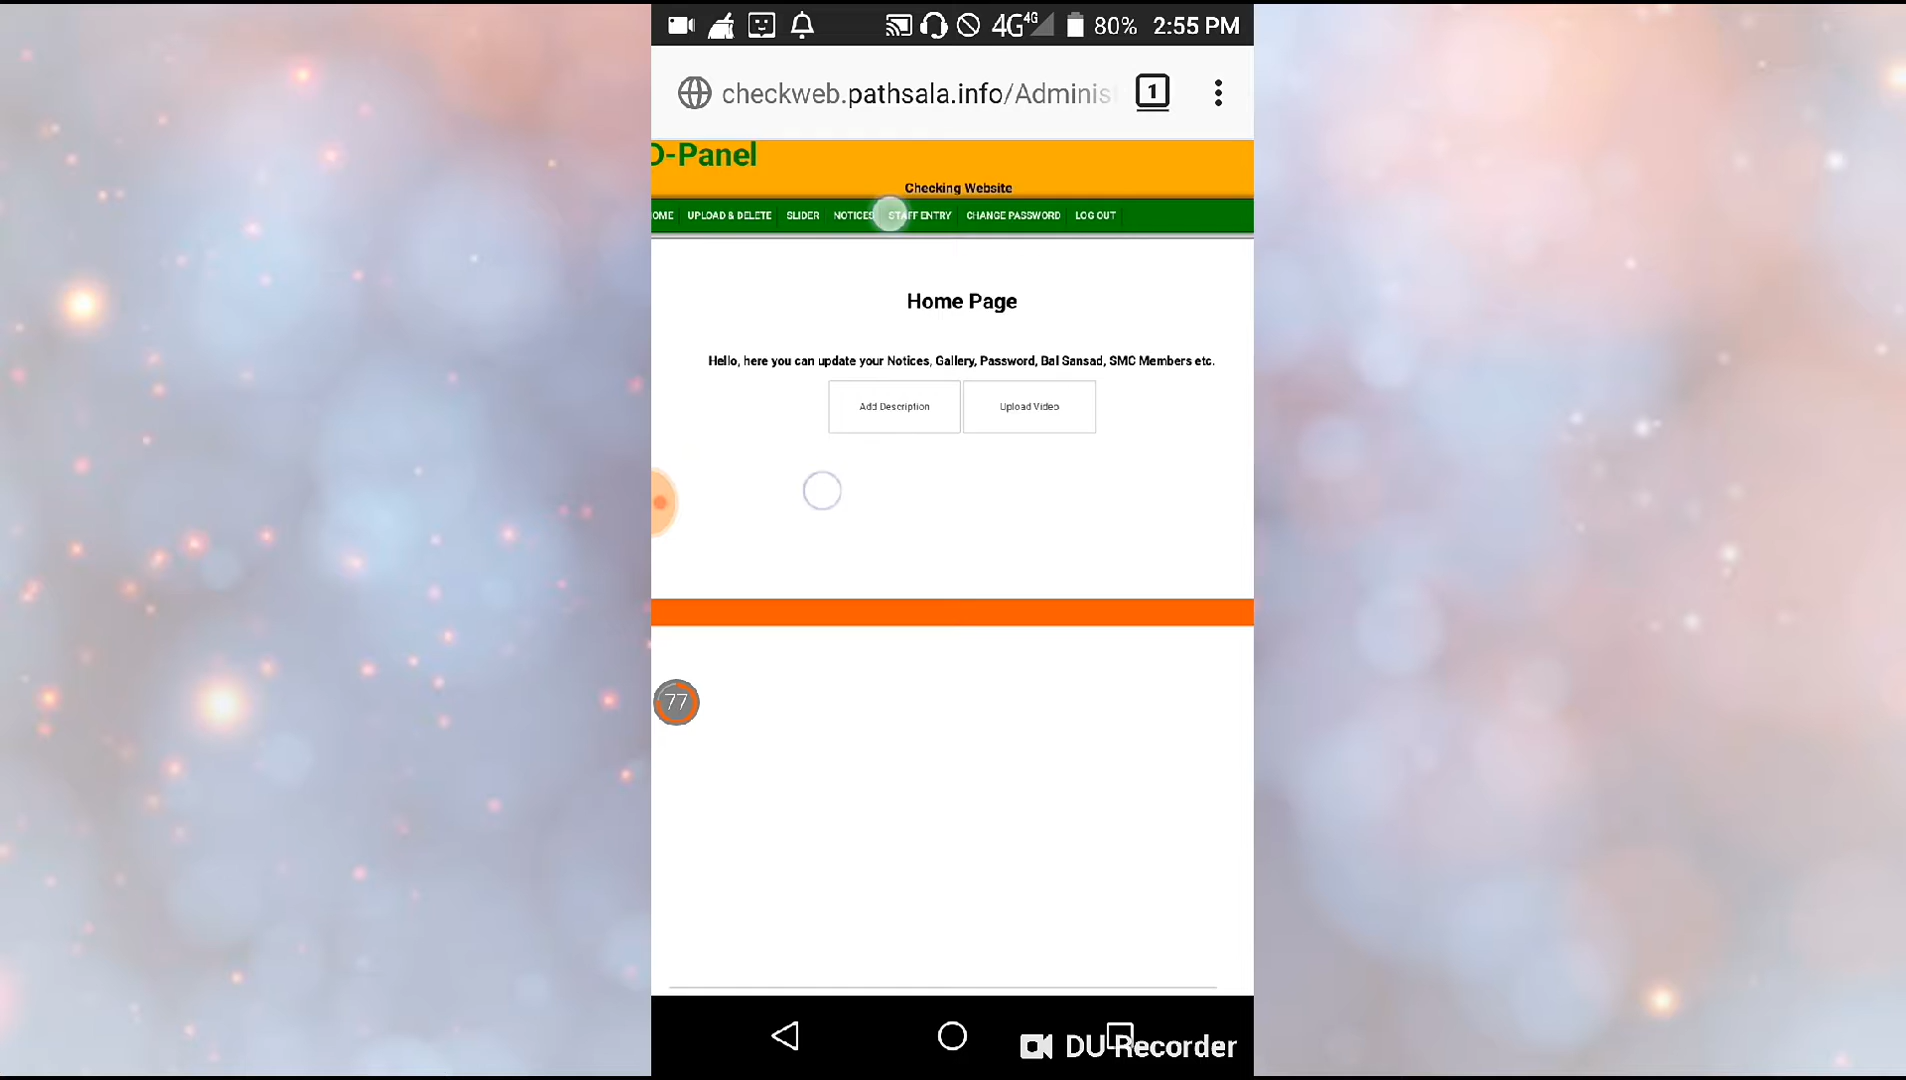 4G 4G 80% 2:55 PM
checkweb.pathsala.info/Adminis 1
D-Panel
Checking Website
OME UPLOAD & DELETE SLIDER NOTICES STAFF ENTRY CHANGE PASSWORD LOG OUT
Home Page
Hello, here you can update your Notices, Gallery, Password, Bal Sansad, SMC Members etc.
Add Description Upload Video
77
DU Recorder